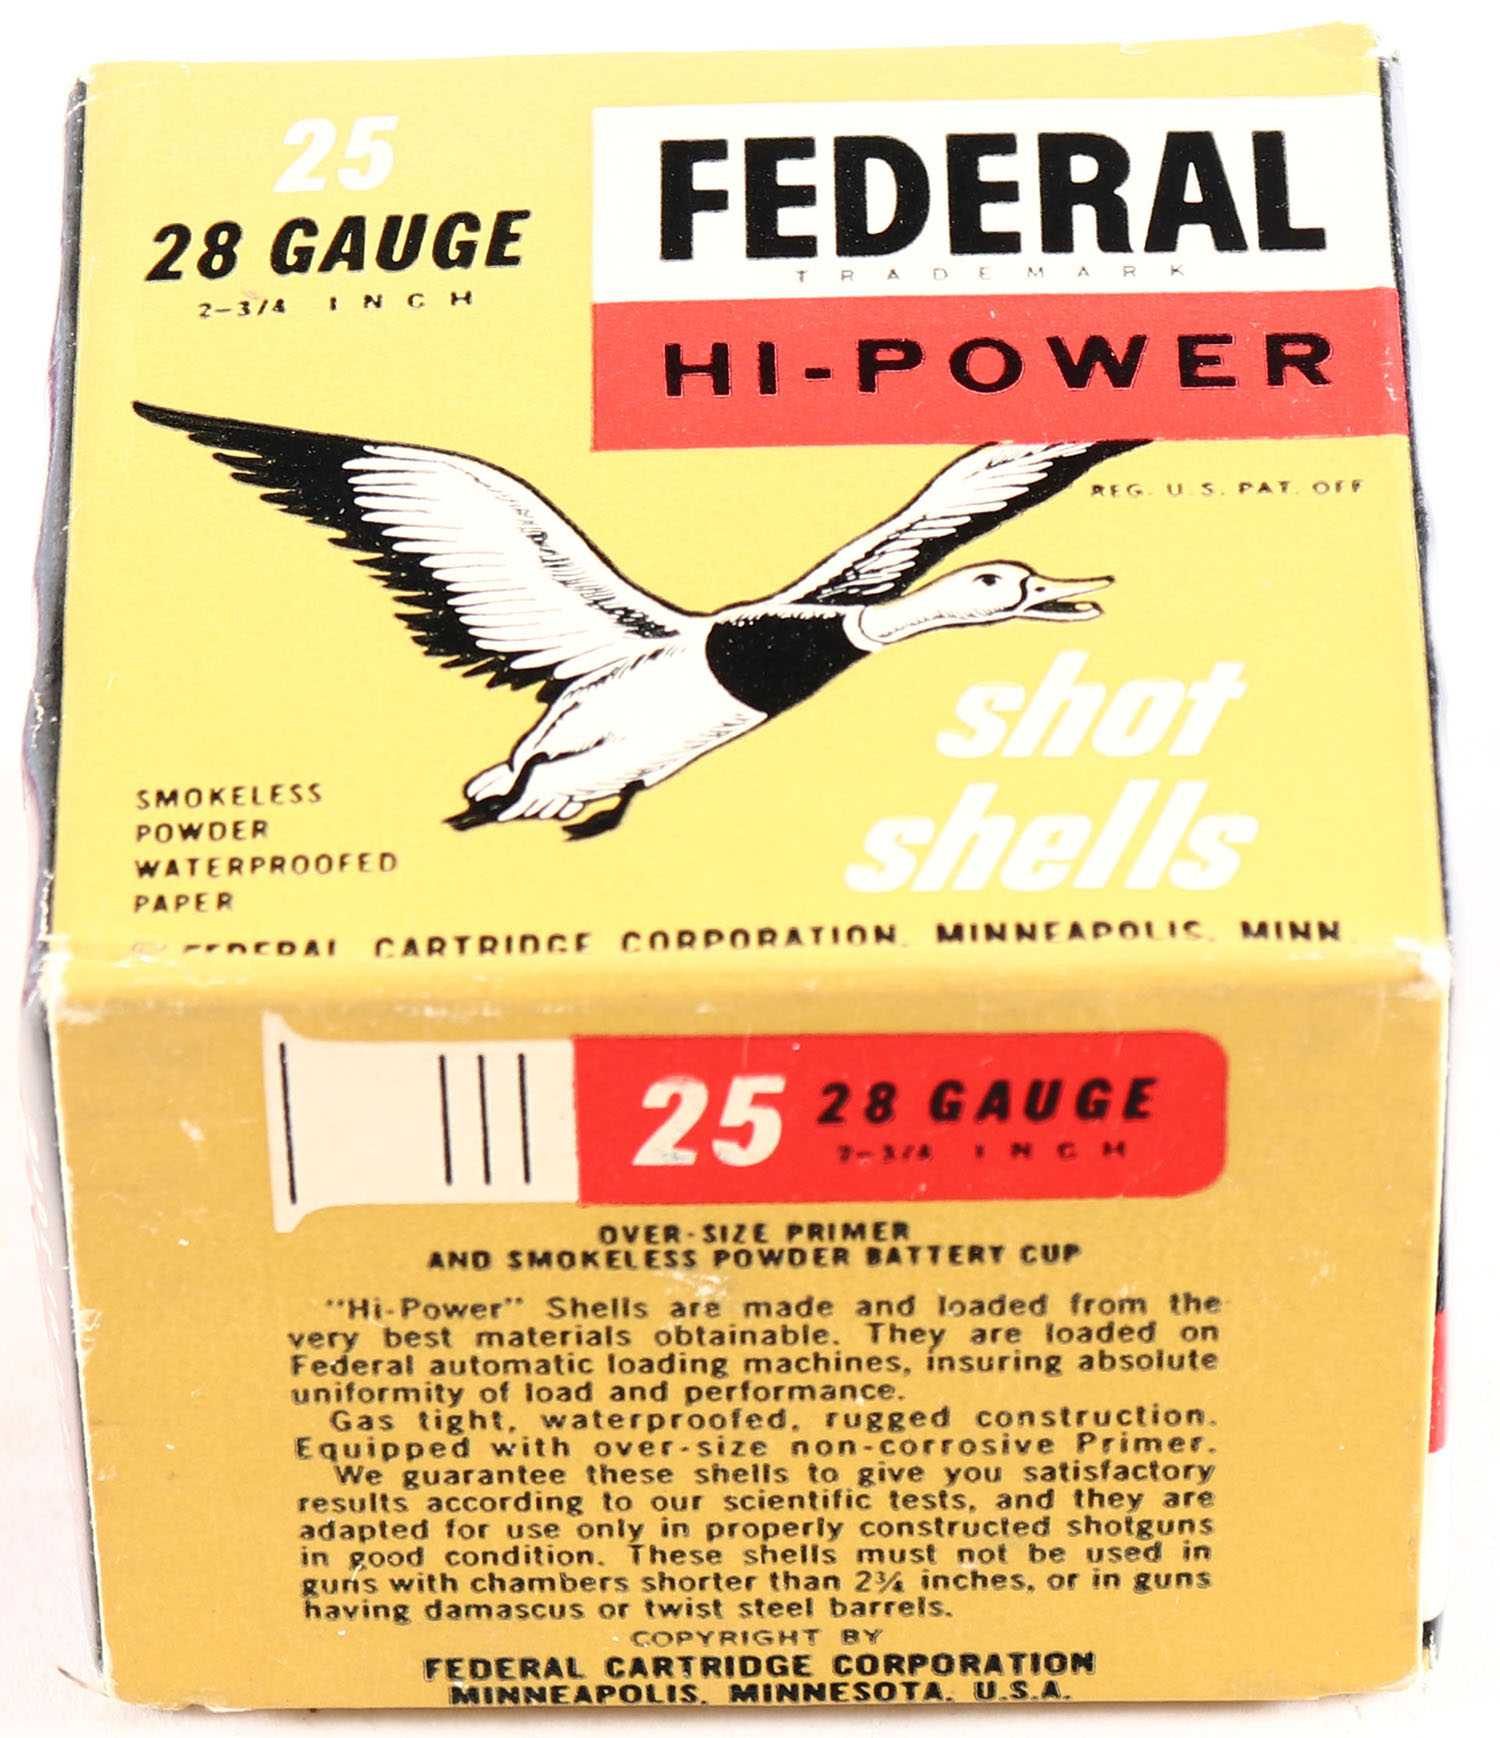 25
28 GAUGE
2-3/4 INCH
FEDERAL
TRADEMARK
HI-POWER
REG. U.S. PAT. OFF
shot
shells
SMOKELESS
POWDER
WATERPROOFED
PAPER
FEDERAL CARTRIDGE CORPORATION, MINNEAPOLIS, MINN
25 28 GAUGE
2-3/4 INCH
OVER-SIZE PRIMER
AND SMOKELESS POWDER BATTERY CUP
"Hi-Power" Shells are made and loaded from the
very best materials obtainable. They are loaded on
Federal automatic loading machines, insuring absolute
uniformity of load and performance.
Gas tight, waterproofed, rugged construction.
Equipped with over-size non-corrosive Primer.
We guarantee these shells to give you satisfactory
results according to our scientific tests, and they are
adapted for use only in properly constructed shotguns
in good condition. These shells must not be used in
guns with chambers shorter than 2¾ inches, or in guns
having damascus or twist steel barrels.
COPYRIGHT BY
FEDERAL CARTRIDGE CORPORATION
MINNEAPOLIS, MINNESOTA, U.S.A.